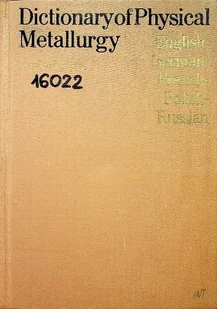 Dictionary of Physical
Metallurgy
English
German
French
Polish
Russian
16022